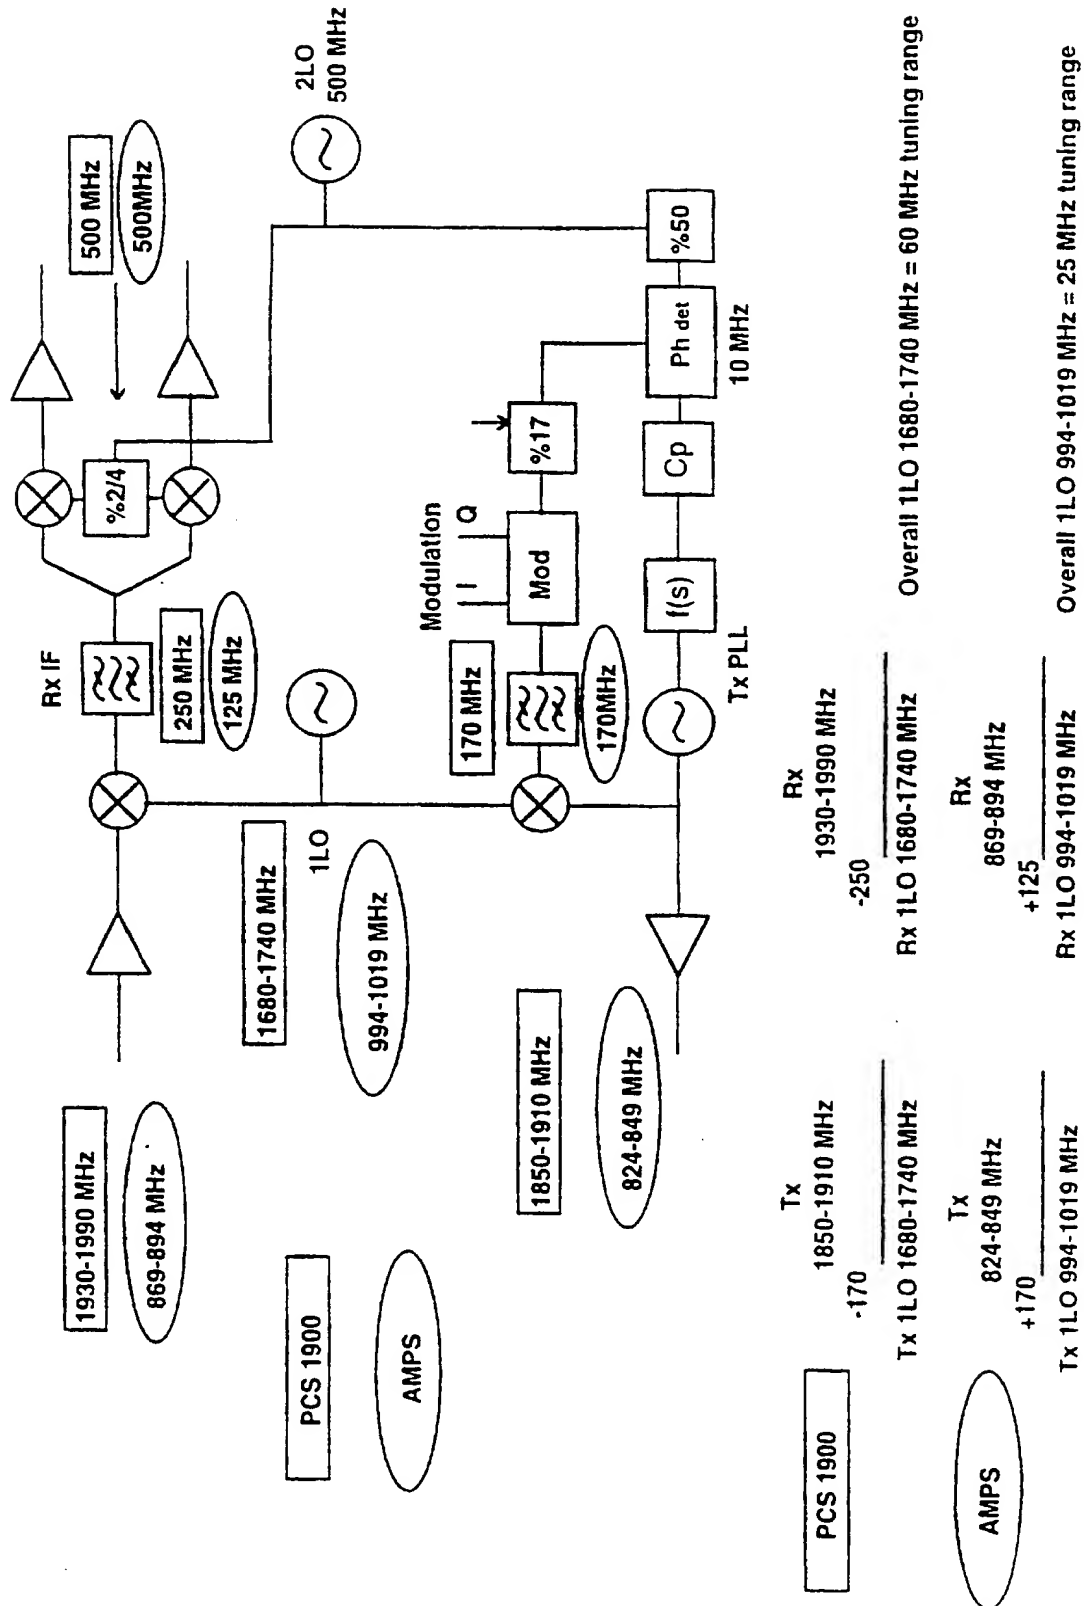 1930-1990 MHz
869-894 MHz
Rx IF
250 MHz
125 MHz
%2/4
500 MHz
500MHz
2LO
500 MHz
PCS 1900
AMPS
1680-1740 MHz
1LO
994-1019 MHz
Modulation
I Q
170 MHz
170MHz
Mod
%17
1850-1910 MHz
824-849 MHz
f(s)
Cp
Ph det
%50
Tx PLL
10 MHz
PCS 1900
Tx
1850-1910 MHz
-170
Tx 1LO 1680-1740 MHz
Rx
1930-1990 MHz
-250
Rx 1LO 1680-1740 MHz
Overall 1LO 1680-1740 MHz = 60 MHz tuning range
AMPS
Tx
824-849 MHz
+170
Tx 1LO 994-1019 MHz
Rx
869-894 MHz
+125
Rx 1LO 994-1019 MHz
Overall 1LO 994-1019 MHz = 25 MHz tuning range